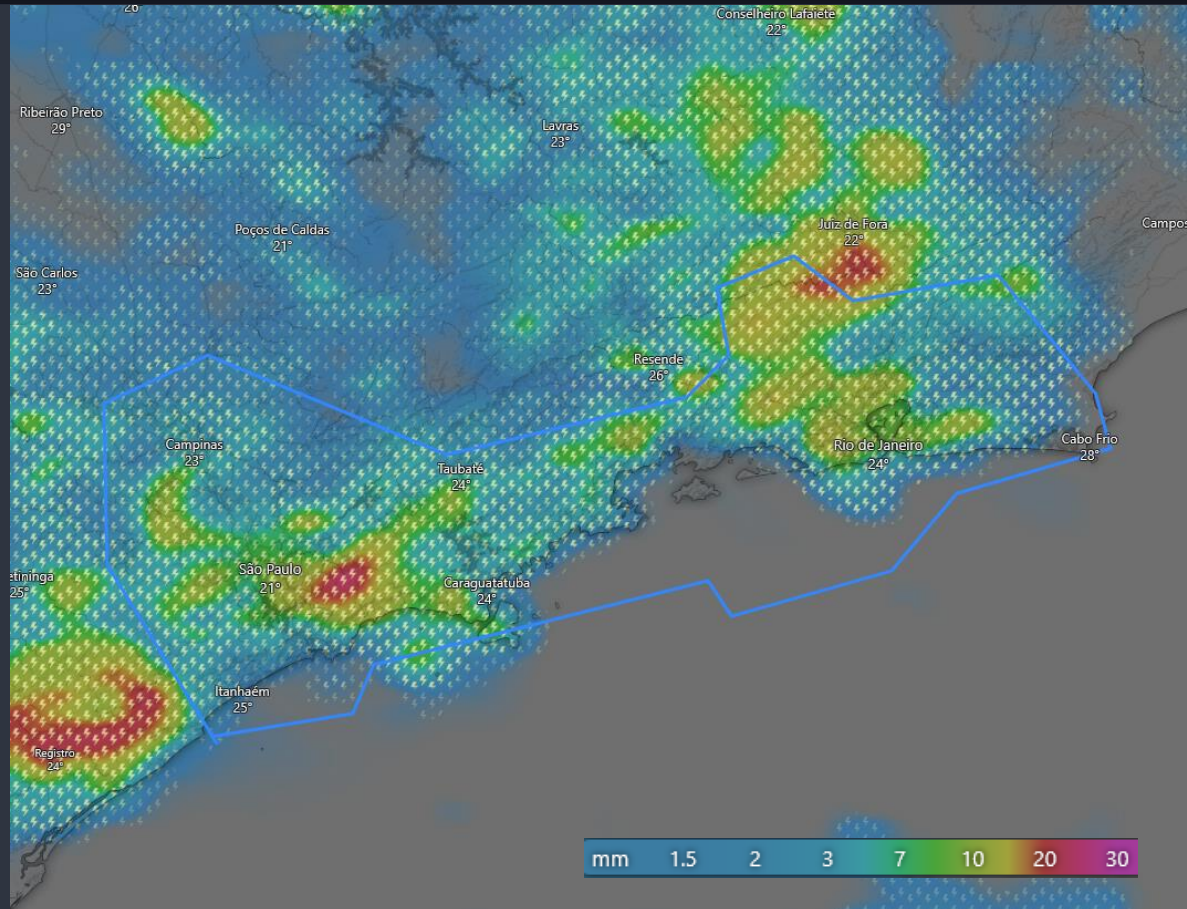 26°
Conselheiro Lafaiete
22°
Ribeirão Preto
29°
Lavras
23°
Poços de Caldas
21°
Juiz de Fora
22°
Campos
São Carlos
23°
Resende
26°
Campinas
23°
Taubaté
24°
Rio de Janeiro
24°
Cabo Frio
28°
etininga
25°
São Paulo
21°
Caraguatatuba
24°
Itanhaém
25°
Registro
24°
mm 1.5 2 3 7 10 20 30